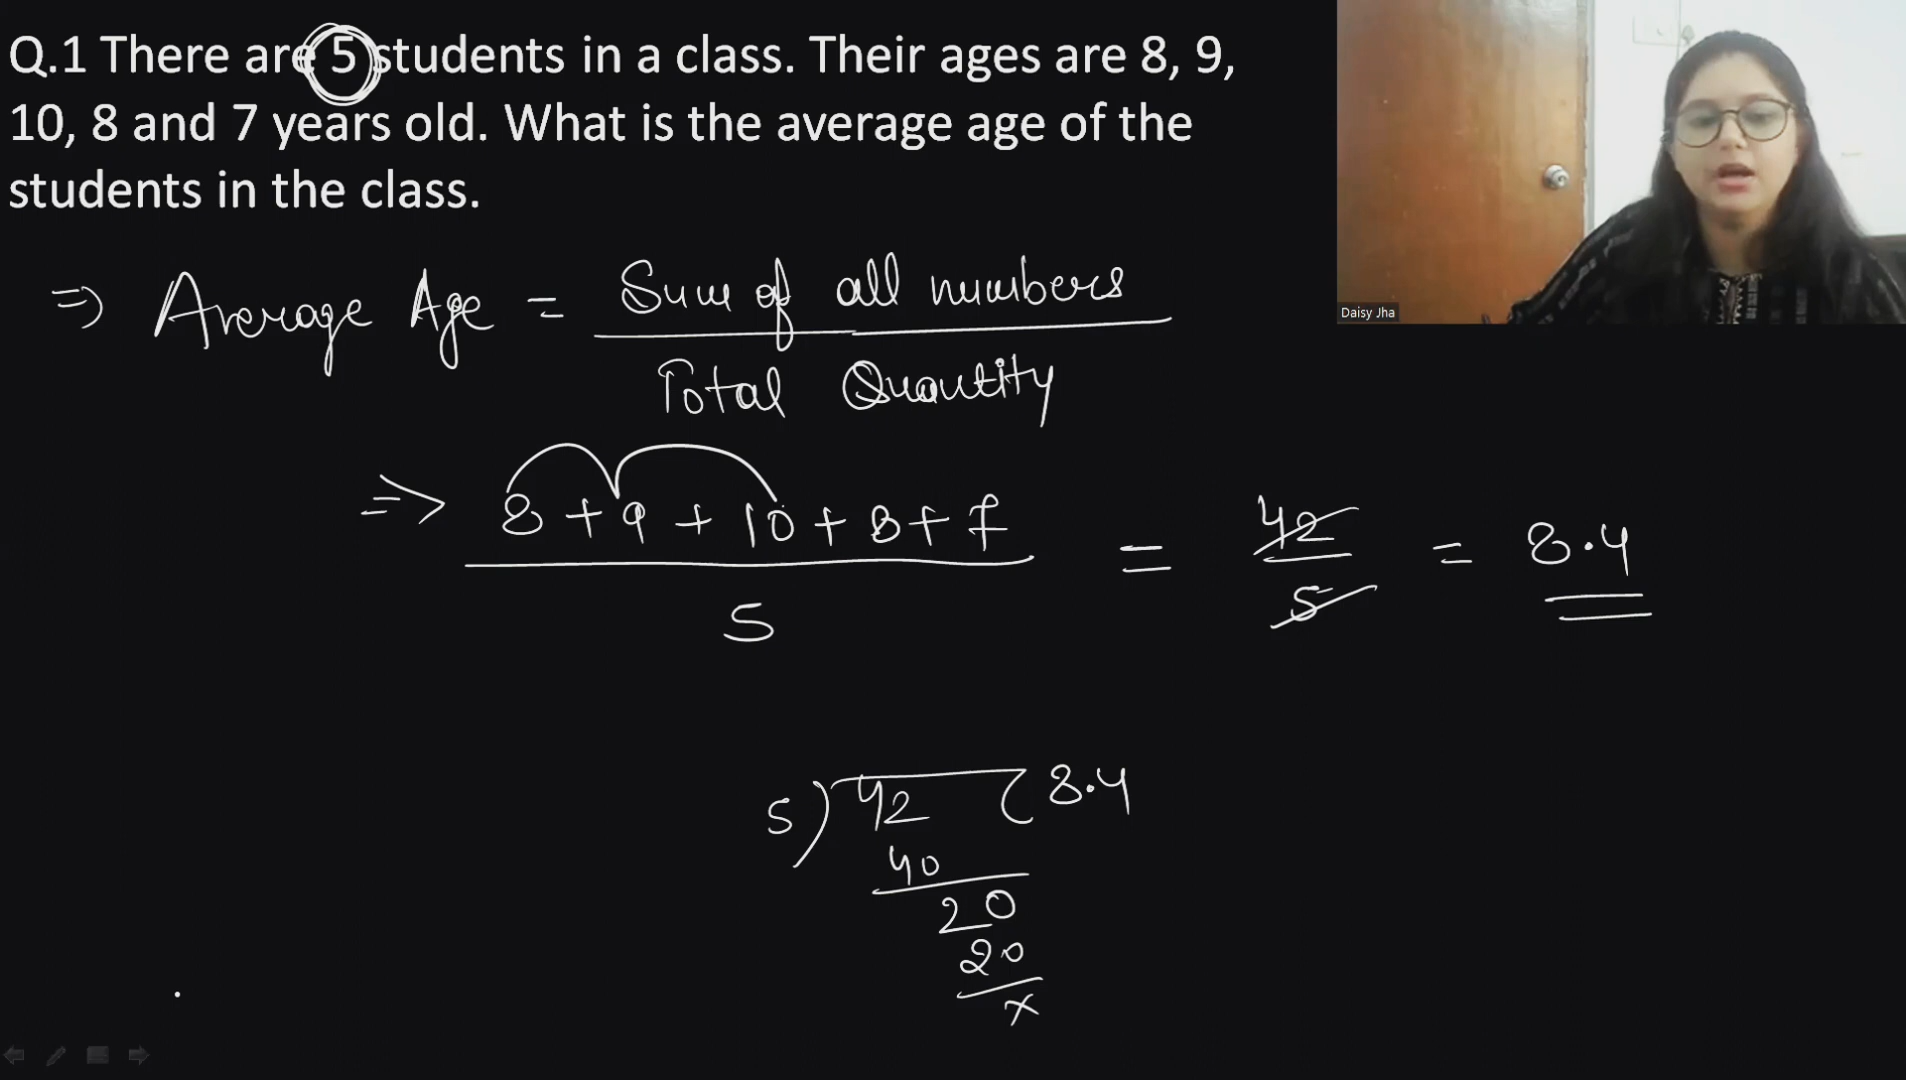 Q.1 There are 5 students in a class. Their ages are 8, 9,
10, 8 and 7 years old. What is the average age of the
students in the class.
Daisy Jha
=> Average Age = Sum of all numbers
Total Quantity
=> 8 + 9 + 10 + 8 + 7
5
= 42
5
= 8.4
5) 42 ( 8.4
40
20
20
x